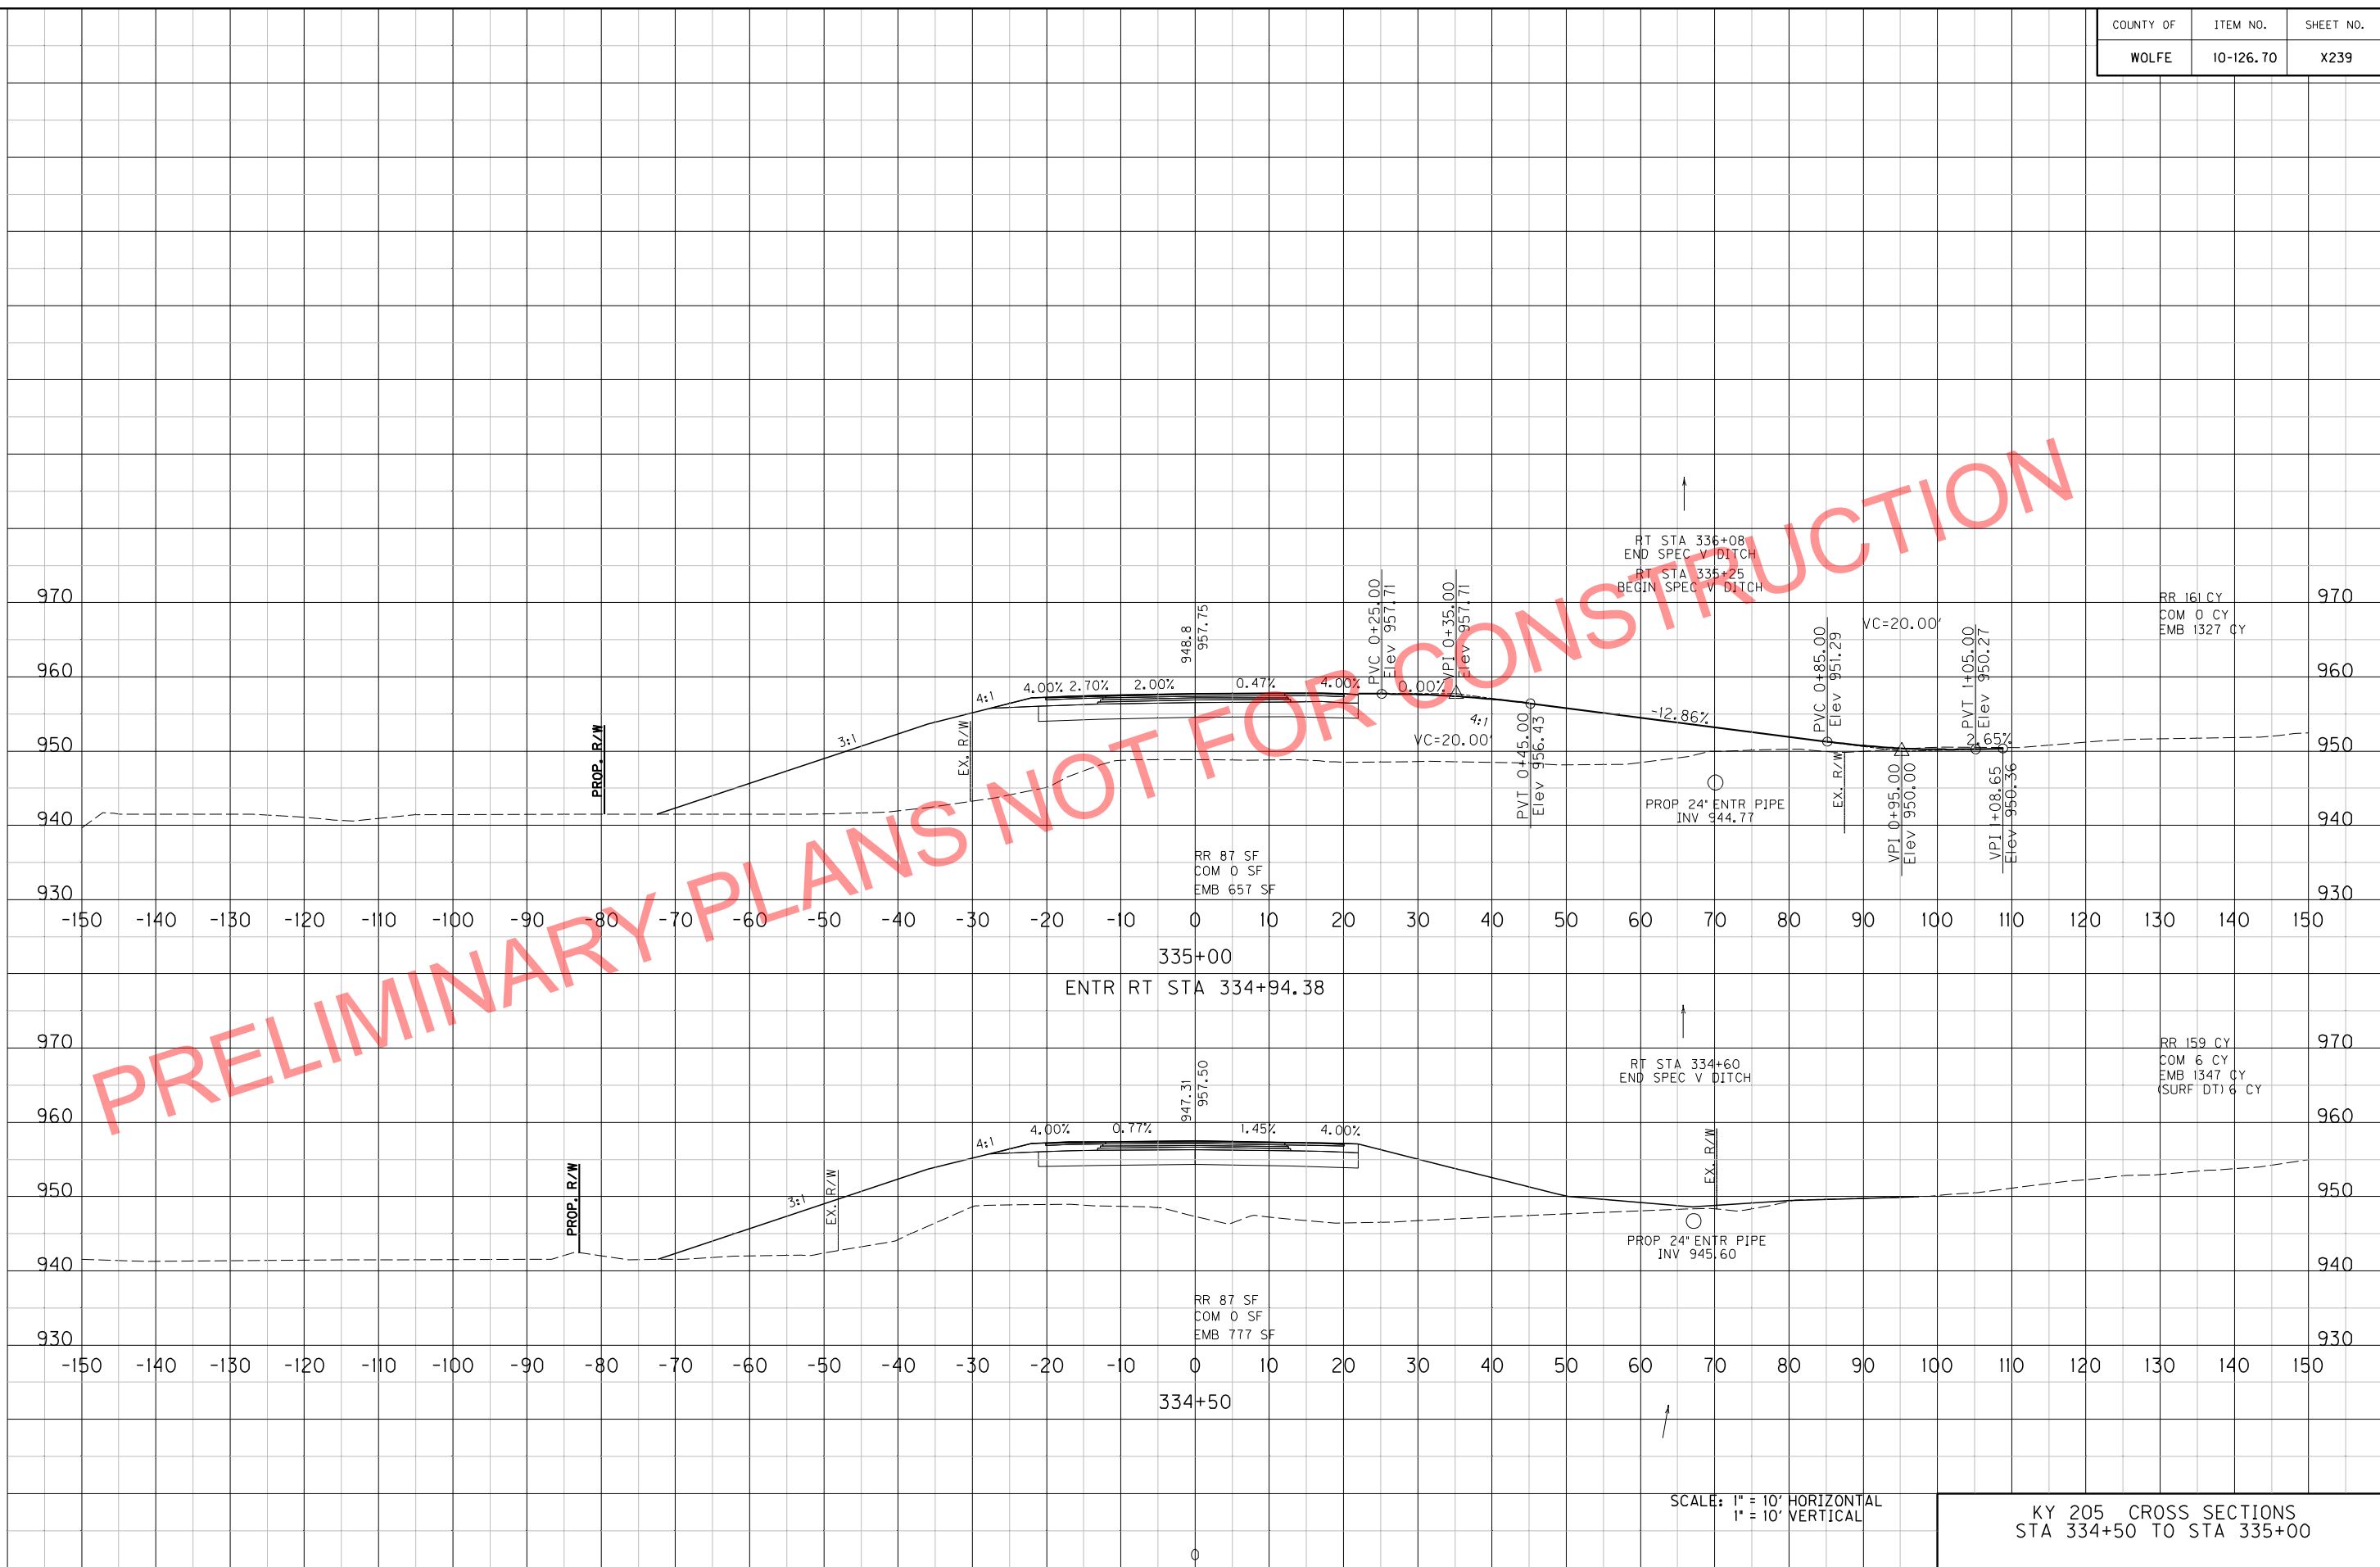 COUNTY OF ITEM NO. SHEET NO.
WOLFE 10-126.70 X239
PRELIMINARY PLANS NOT FOR CONSTRUCTION
RT STA 336+08
END SPEC V DITCH
RT STA 335+25
BEGIN SPEC V DITCH
970 970
960 960
950 950
940 940
930 930
RR 161 CY
COM 0 CY
EMB 1327 CY
948.8
957.75
PVC 0+25.00
Elev 957.71
VPI 0+35.00
Elev 957.71
PVC 0+85.00
Elev 951.29
VC=20.00'
PVT 1+05.00
Elev 950.27
4:1
4.00% 2.70% 2.00% 0.47% 4.00% 0.00%
-12.86%
4:1
3:1
PROP. R/W
EX. R/W
VC=20.00'
2.65%
PVT 0+45.00
Elev 956.43
EX. R/W
VPI 0+95.00
Elev 950.00
VPI 1+08.65
Elev 950.36
PROP 24" ENTR PIPE
INV 944.77
RR 87 SF
COM 0 SF
EMB 657 SF
-150 -140 -130 -120 -110 -100 -90 -80 -70 -60 -50 -40 -30 -20 -10 0 10 20 30 40 50 60 70 80 90 100 110 120 130 140 150
335+00
ENTR RT STA 334+94.38
970 970
960 960
950 950
940 940
930 930
RT STA 334+60
END SPEC V DITCH
RR 159 CY
COM 6 CY
EMB 1347 CY
(SURF DT) 6 CY
947.31
957.50
4:1
4.00% 0.77% 1.45% 4.00%
3:1
PROP. R/W
EX. R/W
EX. R/W
PROP 24" ENTR PIPE
INV 945.60
RR 87 SF
COM 0 SF
EMB 777 SF
-150 -140 -130 -120 -110 -100 -90 -80 -70 -60 -50 -40 -30 -20 -10 0 10 20 30 40 50 60 70 80 90 100 110 120 130 140 150
334+50
SCALE: 1" = 10' HORIZONTAL
1" = 10' VERTICAL
KY 205 CROSS SECTIONS
STA 334+50 TO STA 335+00
0